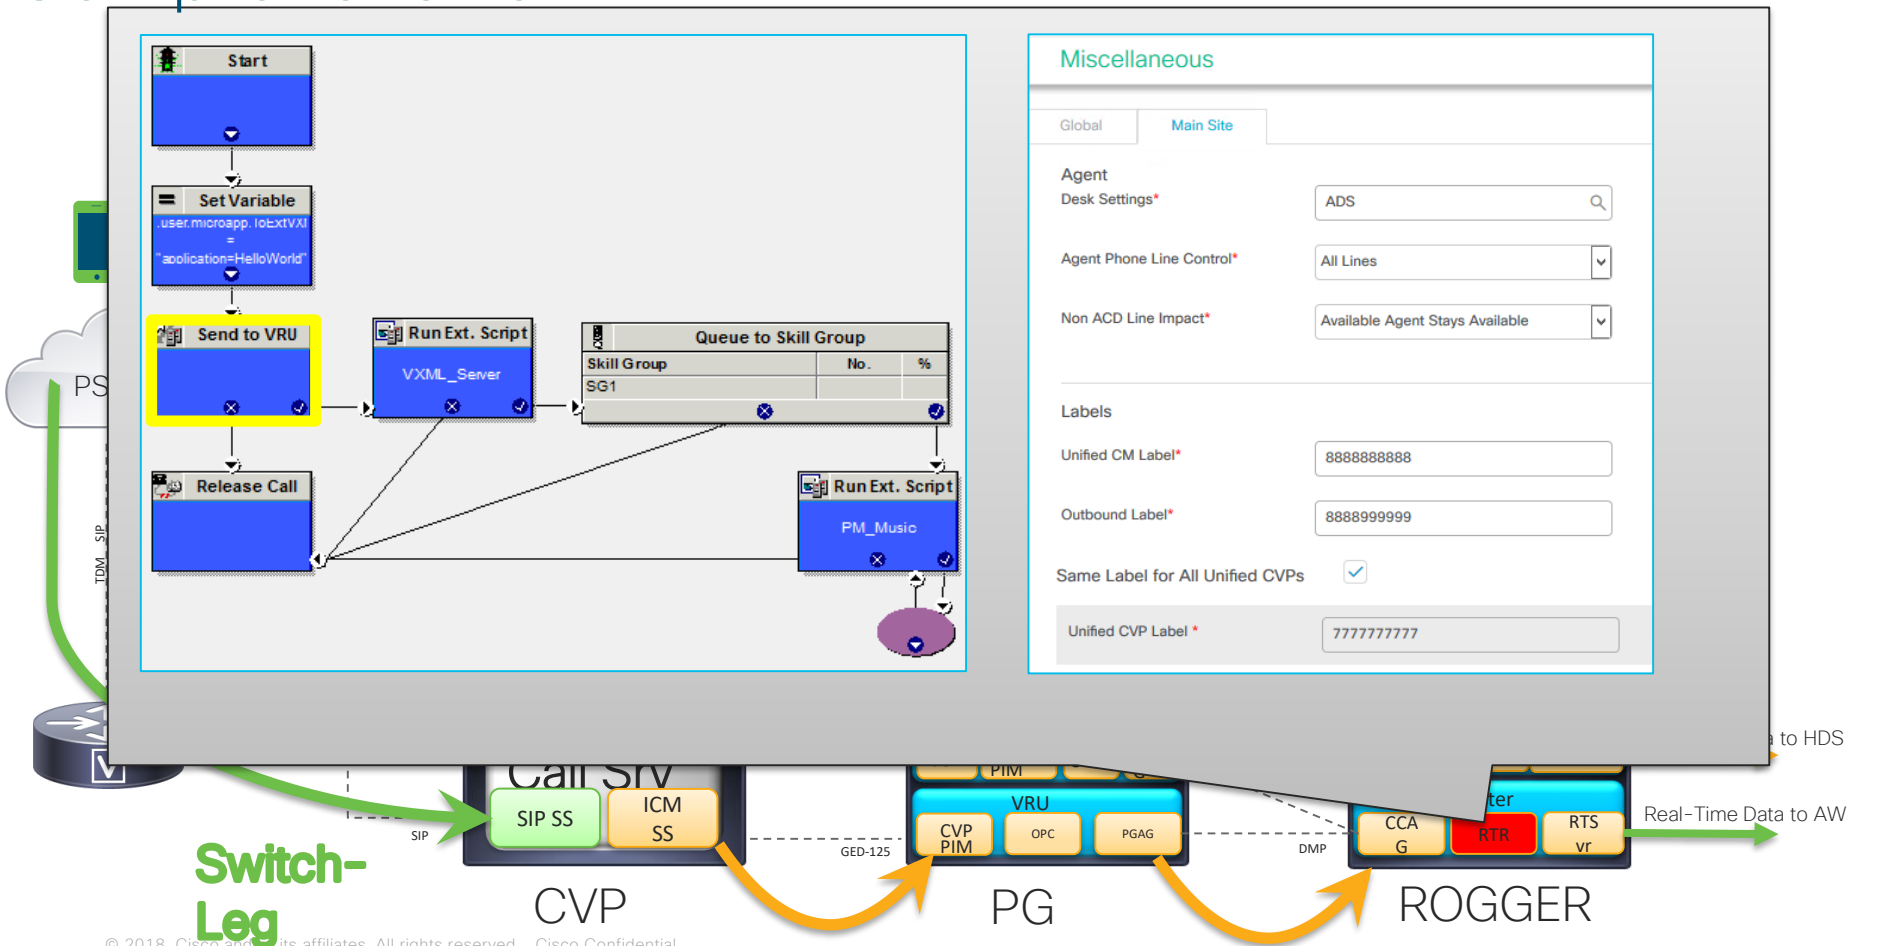 Start
Set Variable
=
"application=HelloWorld"
Send to VRU
Run Ext. Script
VXML_Server
Queue to Skill Group
Skill Group No. %
SG1
Release Call
Run Ext. Script
PM_Music
Miscellaneous
Global Main Site
Agent
Desk Settings* ADS
Agent Phone Line Control* All Lines
Non ACD Line Impact* Available Agent Stays Available
Labels
Unified CM Label* 8888888888
Outbound Label* 8888999999
Same Label for All Unified CVPs
Unified CVP Label * 7777777777
PS
TDM SIP
a to HDS
Call Srv
SIP SS
ICM
SS
SIP
GED-125
PIM
VRU
CVP
PIM
OPC
PGAG
DMP
ter
CCA
G
RTR
RTS
vr
Real-Time Data to AW
Switch-
Leg
CVP
PG
ROGGER
© 2018 Cisco and its affiliates. All rights reserved. Cisco Confidential